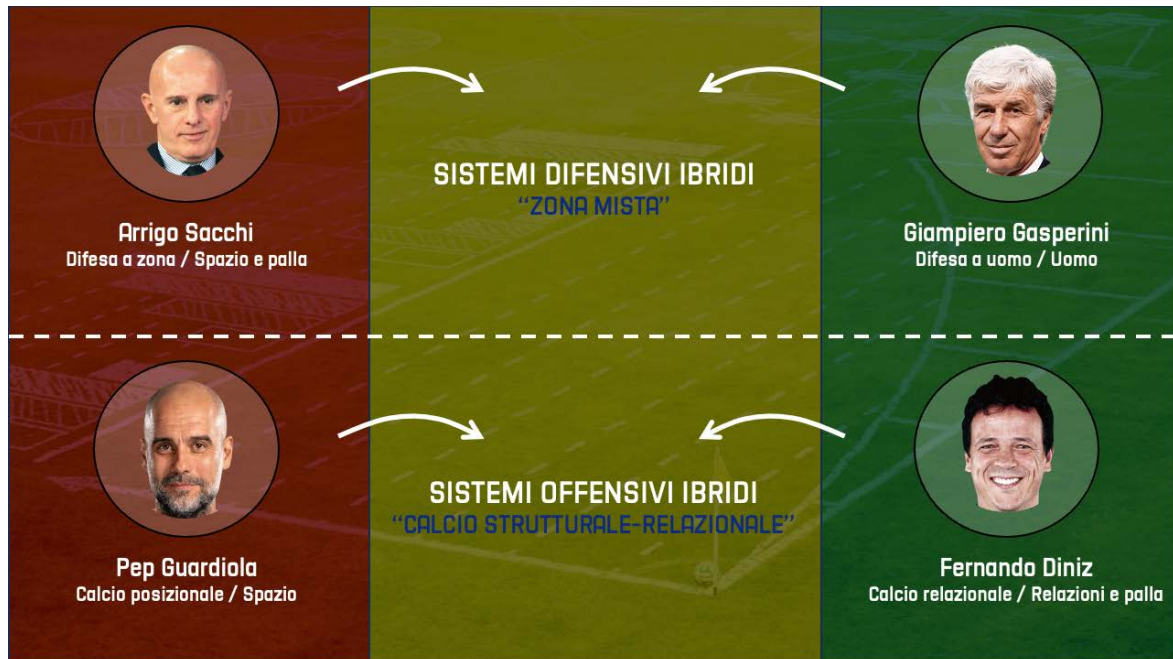 SISTEMI DIFENSIVI IBRIDI
“ZONA MISTA”
Arrigo Sacchi
Difesa a zona / Spazio e palla
Giampiero Gasperini
Difesa a uomo / Uomo
SISTEMI OFFENSIVI IBRIDI
“CALCIO STRUTTURALE-RELAZIONALE”
Pep Guardiola
Calcio posizionale / Spazio
Fernando Diniz
Calcio relazionale / Relazioni e palla